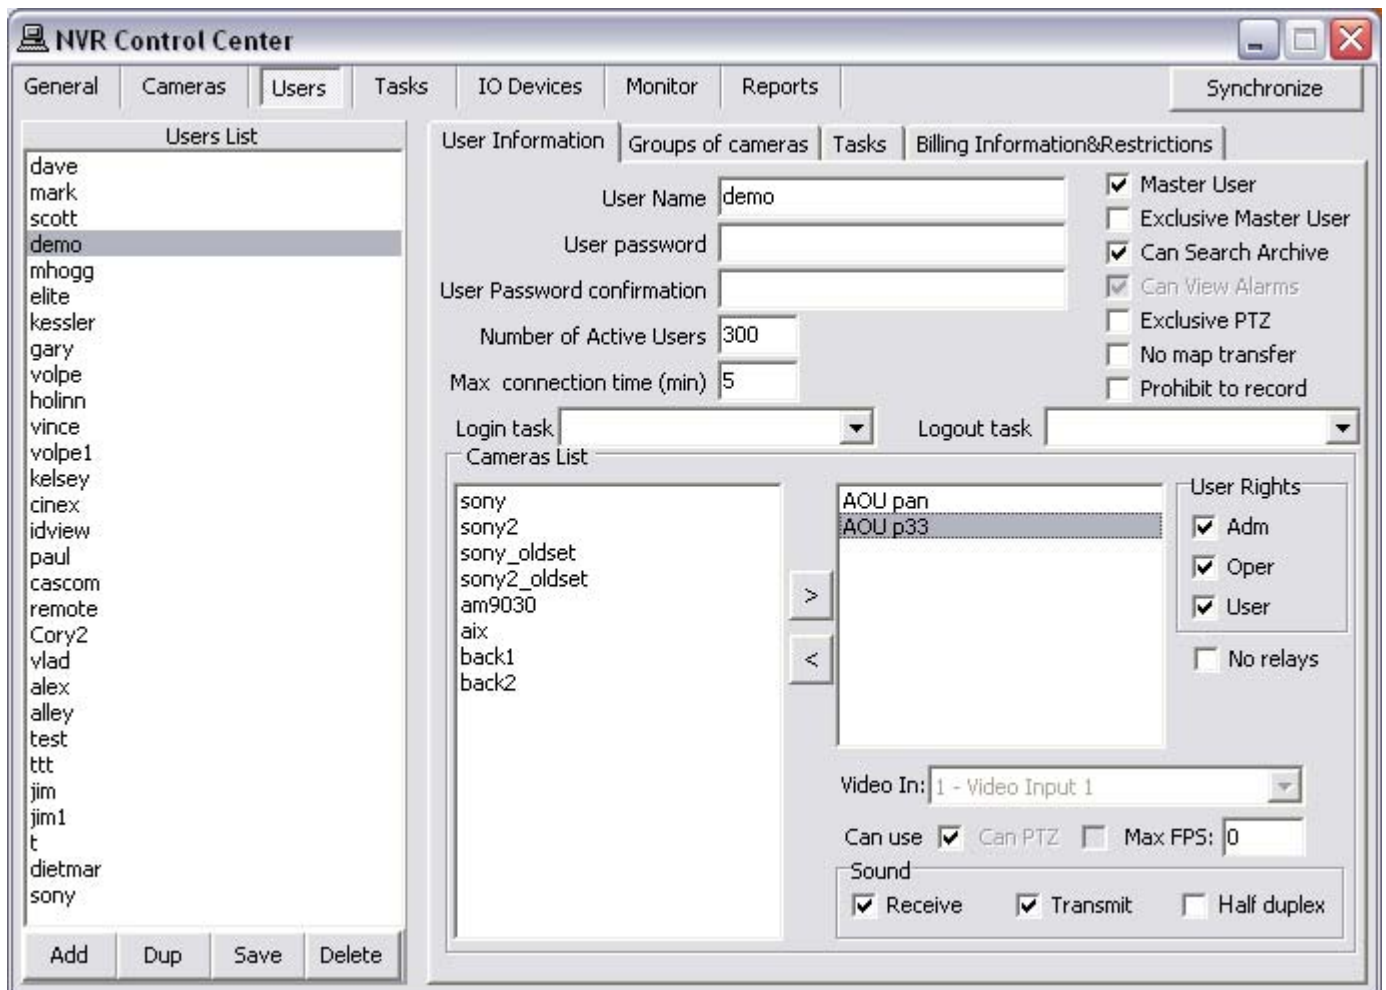 NVR Control Center
General Cameras Users Tasks IO Devices Monitor Reports Synchronize
Users List
dave
mark
scott
demo
mhogg
elite
kessler
gary
volpe
holinn
vince
volpe1
kelsey
cinex
idview
paul
cascom
remote
Cory2
vlad
alex
alley
test
ttt
jim
jim1
t
dietmar
sony
Add Dup Save Delete
User Information Groups of cameras Tasks Billing Information&Restrictions
User Name demo
User password
User Password confirmation
Number of Active Users 300
Max connection time (min) 5
Master User
Exclusive Master User
Can Search Archive
Can View Alarms
Exclusive PTZ
No map transfer
Prohibit to record
Login task
Logout task
Cameras List
sony
sony2
sony_oldset
sony2_oldset
am9030
aix
back1
back2
>
<
AOU pan
AOU p33
User Rights
Adm
Oper
User
No relays
Video In: 1 - Video Input 1
Can use Can PTZ Max FPS: 0
Sound
Receive Transmit Half duplex